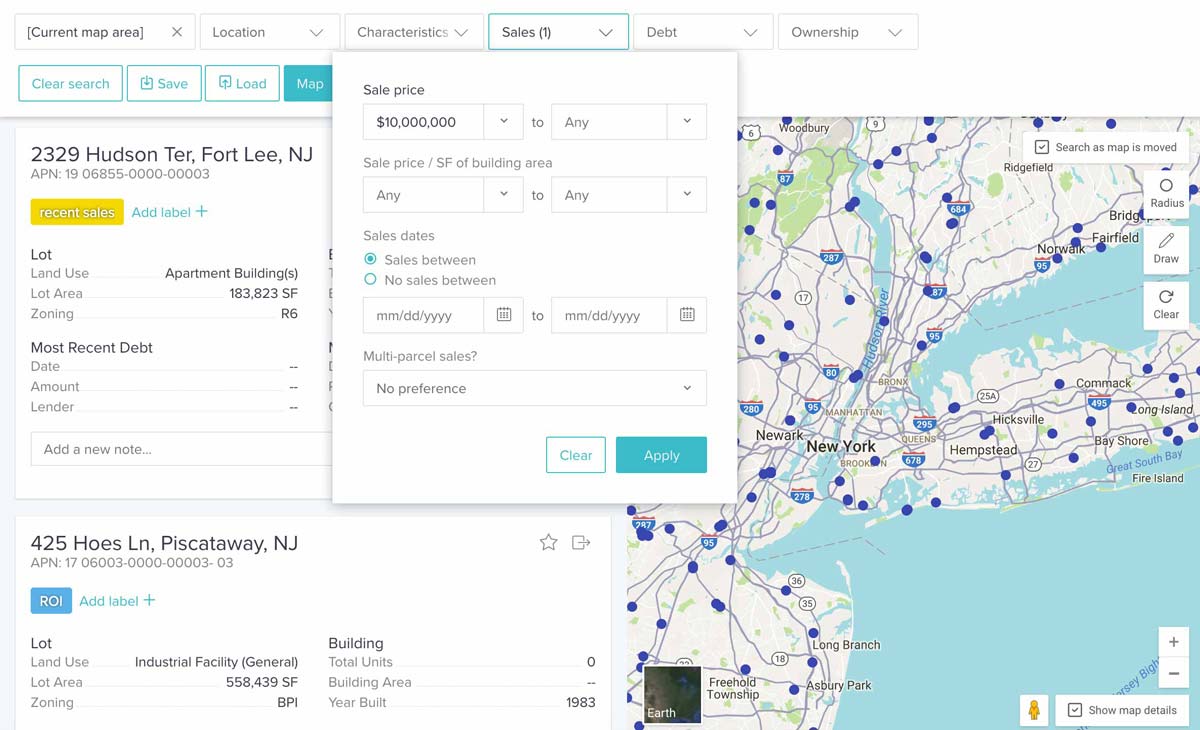 [Current map area]
Location
Characteristics
Sales (1)
Debt
Ownership
Clear search
Save
Load
Map
Sale price
$10,000,000
to
Any
Sale price / SF of building area
Any
to
Any
Sales dates
Sales between
No sales between
mm/dd/yyyy
to
mm/dd/yyyy
Multi-parcel sales?
No preference
Clear
Apply
2329 Hudson Ter, Fort Lee, NJ
APN: 19 06855-0000-00003
recent sales
Add label +
Lot
Land Use Apartment Building(s)
Lot Area 183,823 SF
Zoning R6
Most Recent Debt
Date --
Amount --
Lender --
Add a new note...
425 Hoes Ln, Piscataway, NJ
APN: 17 06003-0000-00003- 03
ROI
Add label +
Lot
Land Use Industrial Facility (General)
Lot Area 558,439 SF
Zoning BPI
Building
Total Units 0
Building Area --
Year Built 1983
Search as map is moved
Radius
Draw
Clear
6
Woodbury
9
Ridgefield
87
684
Norwalk
Fairfield
95
287
17
87
Hudson River
95
80
BRONX
280
95
MANHATTAN
25A
Commack
495
Long Island
295
Hicksville
Newark
New York
QUEENS
Hempstead
Bay Shore
BROOKLYN
678
27
Great South Bay
Fire Island
278
287
95
36
35
Long Branch
18
Freehold
Township
Asbury Park
Earth
+
−
Show map details